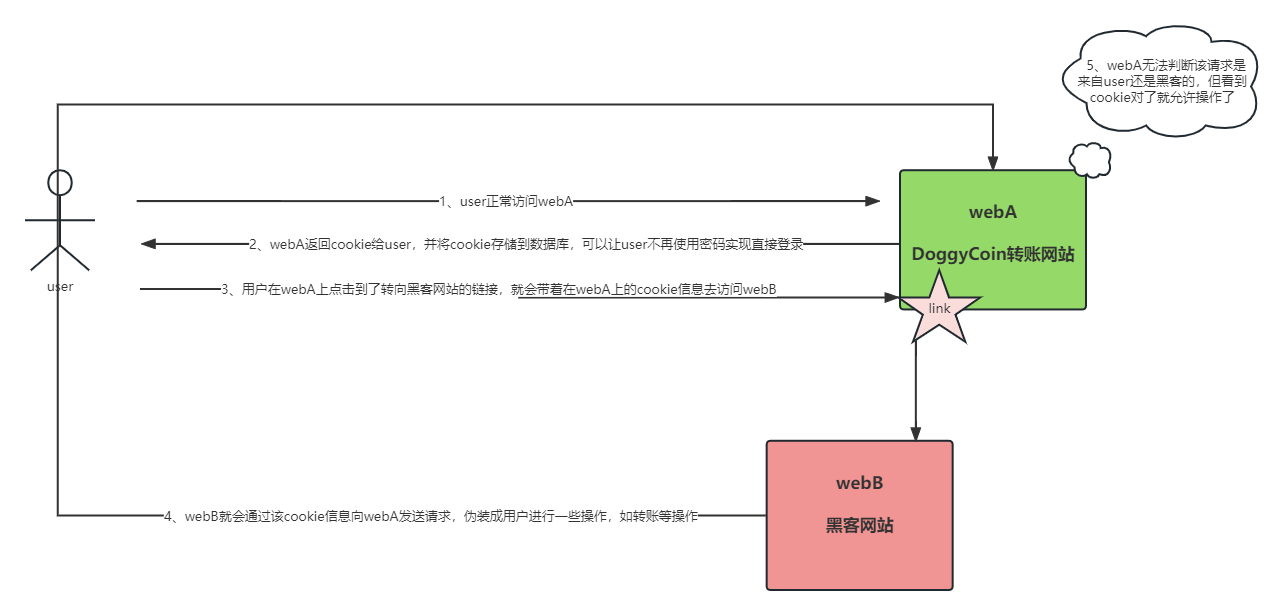 5、webA无法判断该请求是
来自user还是黑客的，但看到
cookie对了就允许操作了
1、user正常访问webA
webA
DoggyCoin转账网站
2、webA返回cookie给user，并将cookie存储到数据库，可以让user不再使用密码实现直接登录
user
3、用户在webA上点击到了转向黑客网站的链接，就会带着在webA上的cookie信息去访问webB
link
webB
黑客网站
4、webB就会通过该cookie信息向webA发送请求，伪装成用户进行一些操作，如转账等操作